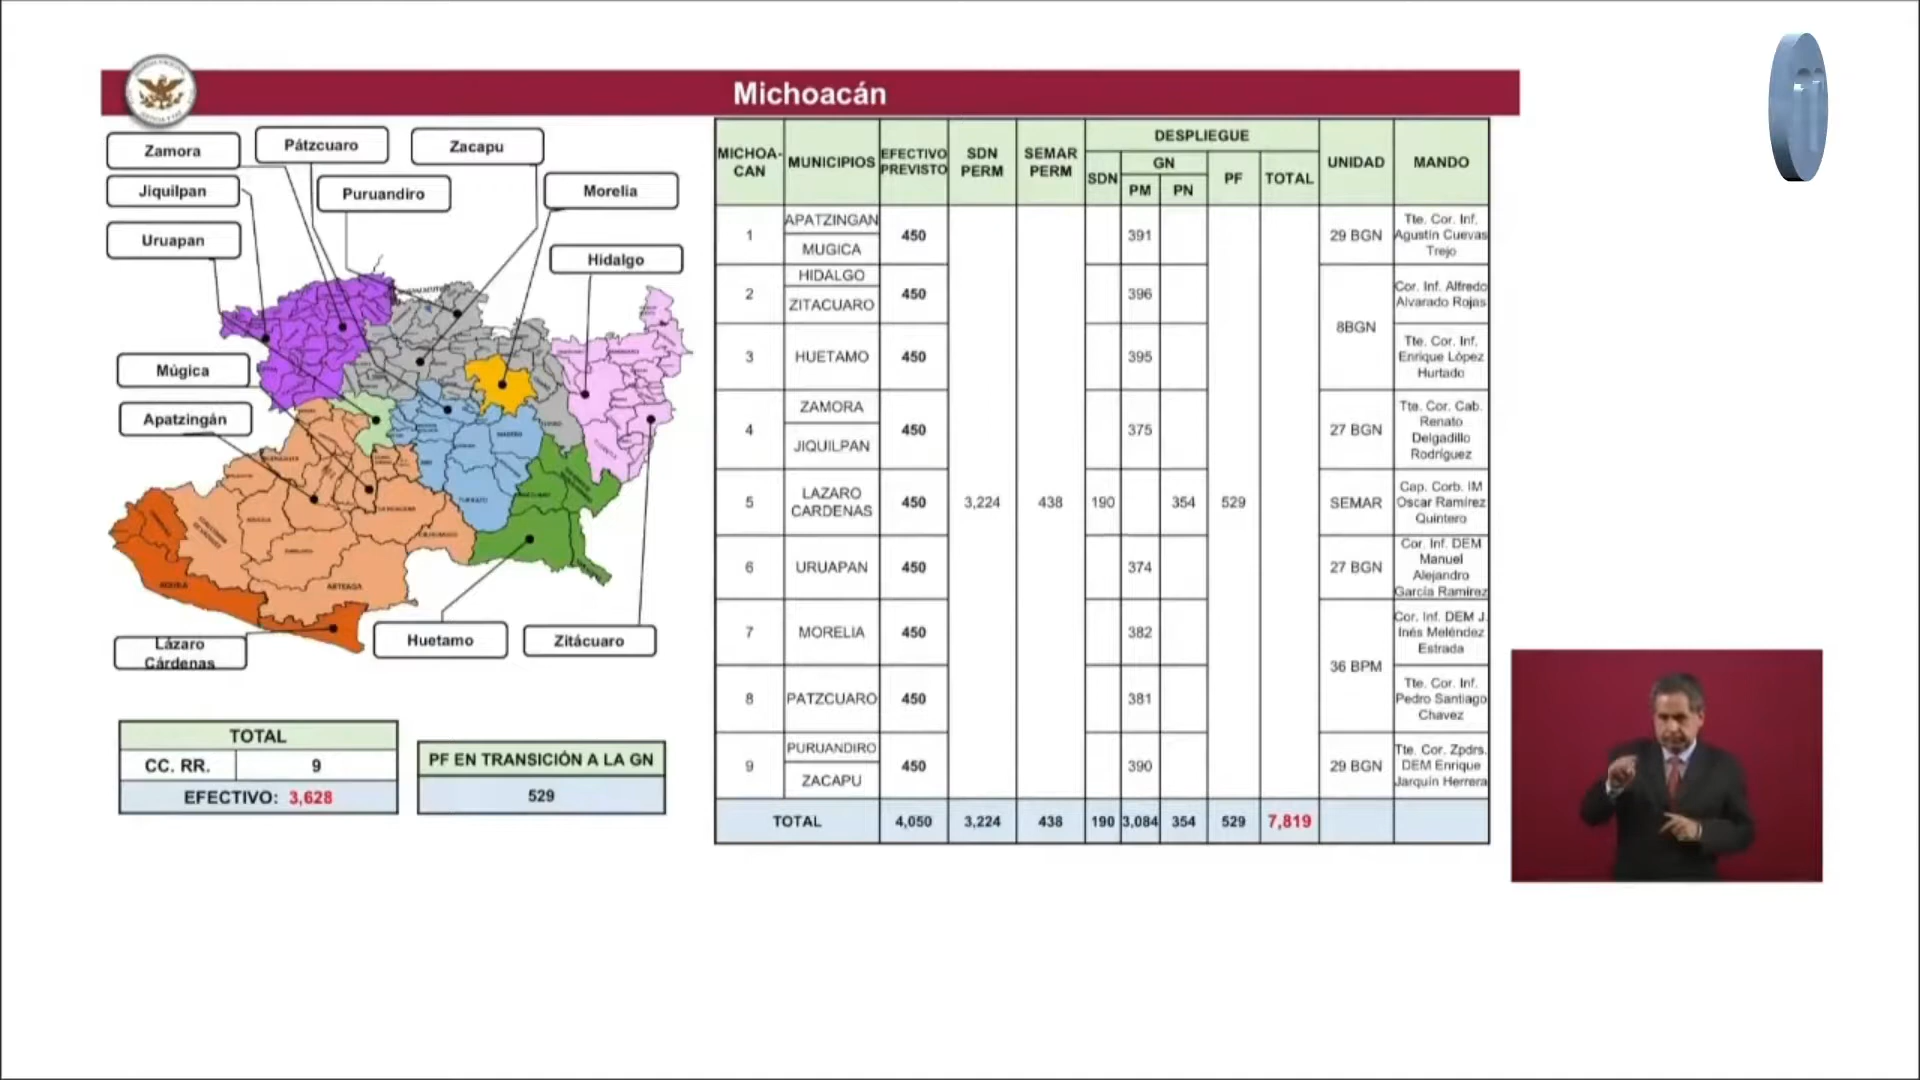 Michoacán
Zamora
Pátzcuaro
Zacapu
Jiquilpan
Puruandiro
Morelia
Uruapan
Hidalgo
Múgica
Apatzingán
Lázaro
Cárdenas
Huetamo
Zitácuaro
AQUILA
ARTEAGA
TOTAL
CC. RR. 9
EFECTIVO: 3,628
PF EN TRANSICIÓN A LA GN
529
MICHOA-
CAN
MUNICIPIOS
EFECTIVO
PREVISTO
SDN
PERM
SEMAR
PERM
DESPLIEGUE
SDN
GN
PM PN
PF
TOTAL
UNIDAD
MANDO
1
APATZINGAN
MUGICA
450
391
29 BGN
Tte. Cor. Inf.
Agustín Cuevas
Trejo
2
HIDALGO
ZITACUARO
450
396
8BGN
Cor. Inf. Alfredo
Alvarado Rojas
3
HUETAMO
450
395
Tte. Cor. Inf.
Enrique López
Hurtado
4
ZAMORA
JIQUILPAN
450
375
27 BGN
Tte. Cor. Cab.
Renato
Delgadillo
Rodríguez
5
LAZARO
CARDENAS
450
3,224
438
190
354
529
SEMAR
Cap. Corb. IM
Oscar Ramírez
Quintero
6
URUAPAN
450
374
27 BGN
Cor. Inf. DEM
Manuel
Alejandro
García Ramírez
7
MORELIA
450
382
36 BPM
Cor. Inf. DEM J.
Inés Meléndez
Estrada
8
PATZCUARO
450
381
Tte. Cor. Inf.
Pedro Santiago
Chavez
9
PURUANDIRO
ZACAPU
450
390
29 BGN
Tte. Cor. Zpdrs.
DEM Enrique
Jarquín Herrera
TOTAL 4,050 3,224 438 190 3,084 354 529 7,819